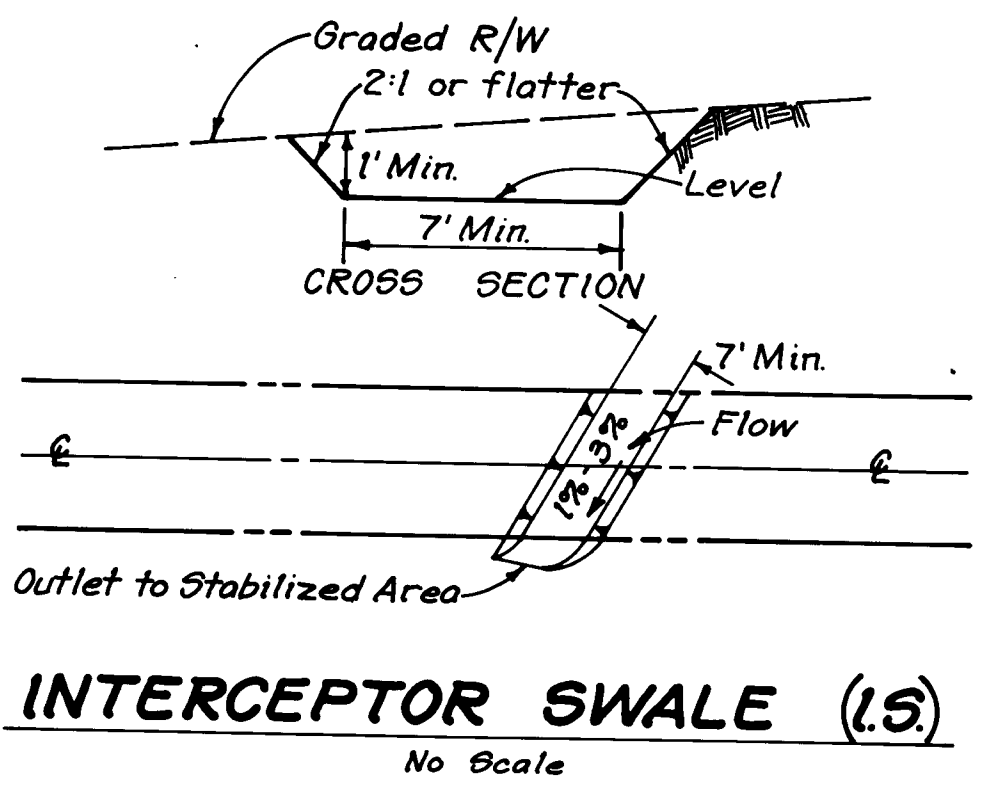 Graded R/W
2:1 or flatter
1' Min.
Level
7' Min.
CROSS SECTION
7' Min.
Flow
1%-3%
℄
℄
Outlet to Stabilized Area
INTERCEPTOR SWALE (I.S.)
No Scale